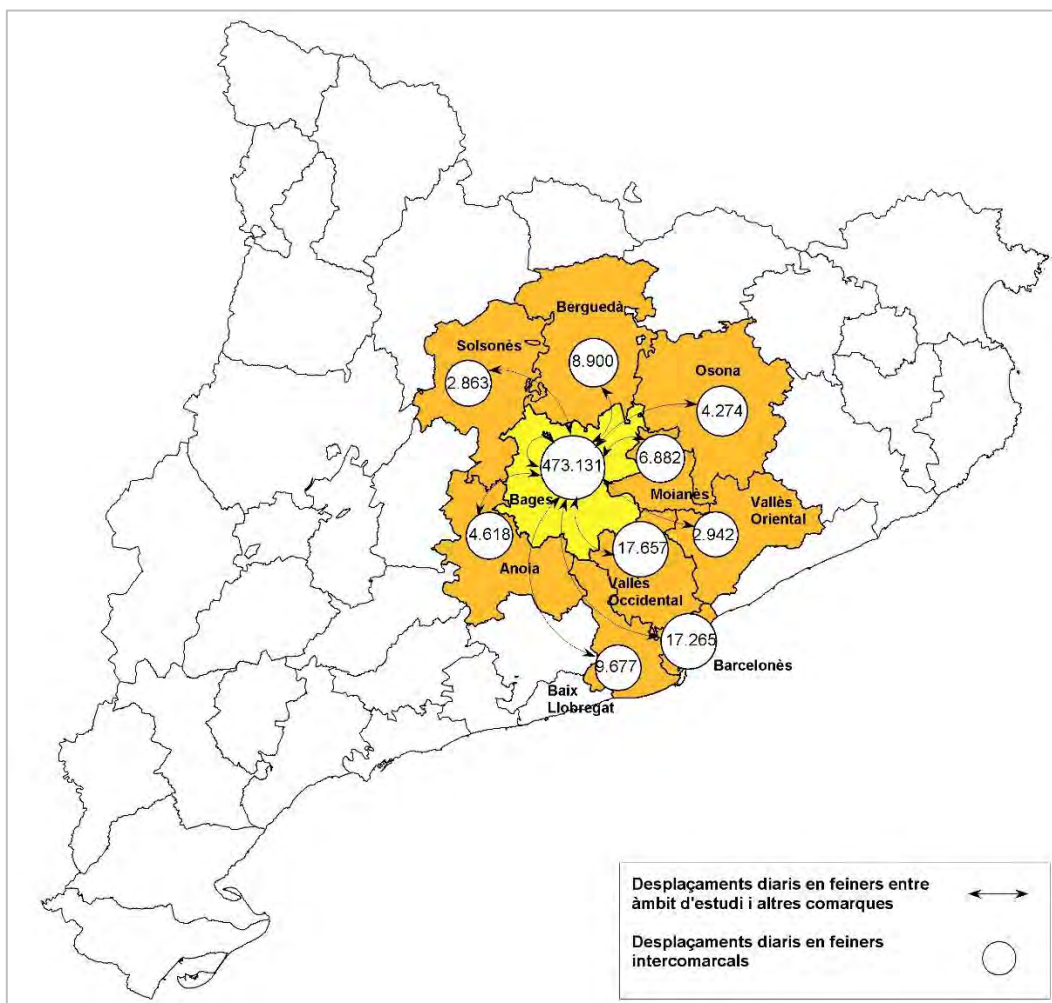 Berguedà
8.900
Solsonès
2.863
Osona
4.274
473.131
6.882
Bages
Moianès
Vallès
Oriental
4.618
17.657
2.942
Anoia
Vallès
Occidental
17.265
9.677
Barcelonès
Baix
Llobregat
Desplaçaments diaris en feiners entre
àmbit d'estudi i altres comarques
Desplaçaments diaris en feiners
intercomarcals